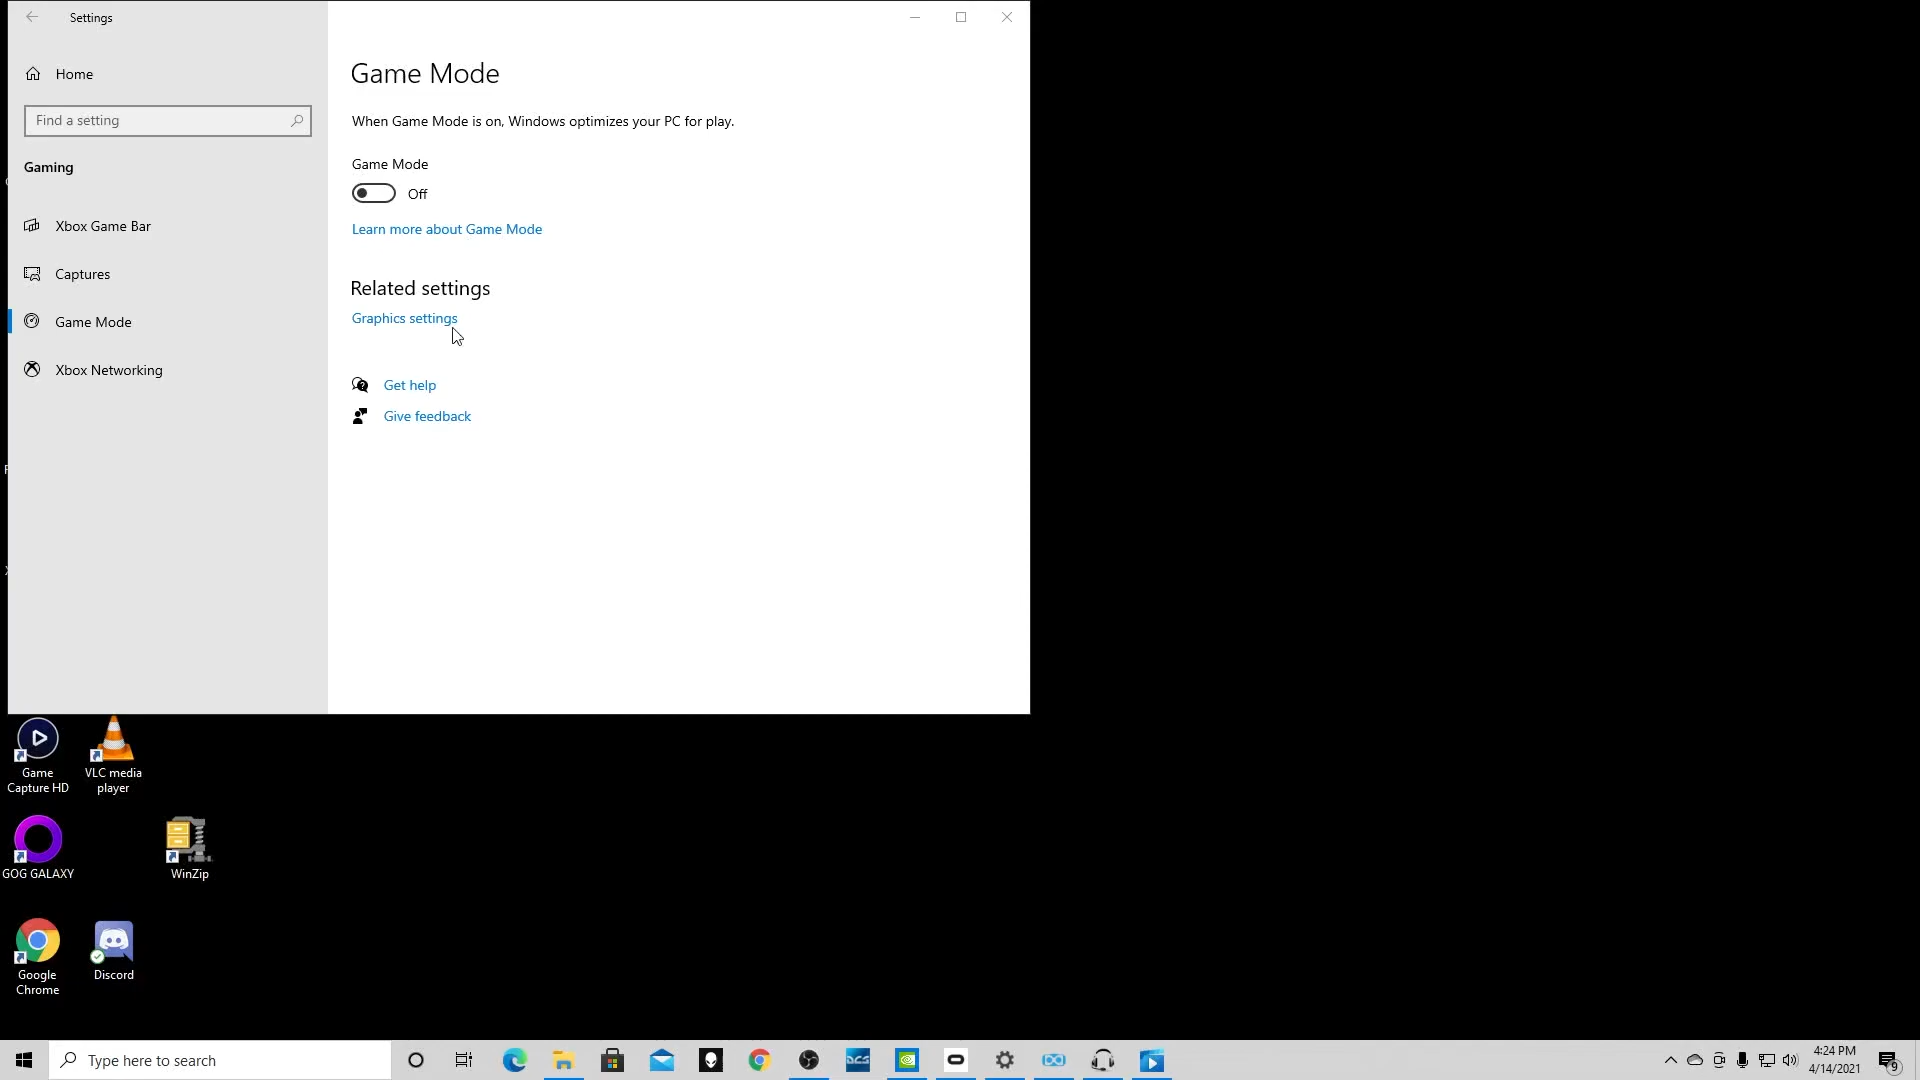 Settings
Home
Find a setting
Gaming
Xbox Game Bar
Captures
Game Mode
Xbox Networking
Game Mode
When Game Mode is on, Windows optimizes your PC for play.
Game Mode
Off
Learn more about Game Mode
Related settings
Graphics settings
Get help
Give feedback
Game
Capture HD
VLC media
player
GOG GALAXY
WinZip
Google
Chrome
Discord
Type here to search
DCS
4:24 PM
4/14/2021
9